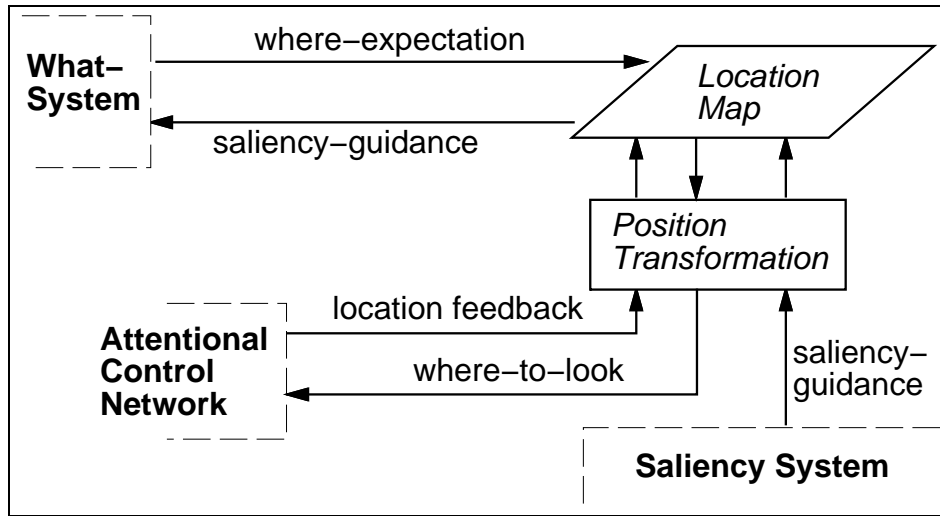 where−expectation
What−
System
Location
Map
saliency−guidance
Position
Transformation
location feedback
Attentional
Control
Network
where−to−look
saliency−
guidance
Saliency System